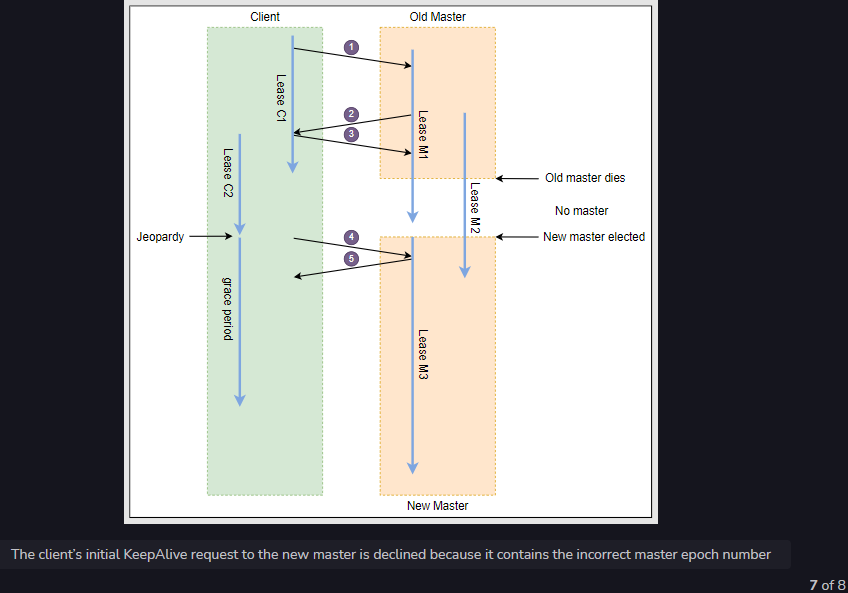 Client
Old Master
1
Lease C1
2
Lease M1
3
Lease C2
Old master dies
Lease M2
No master
Jeopardy
4
New master elected
5
grace period
Lease M3
New Master
The client's initial KeepAlive request to the new master is declined because it contains the incorrect master epoch number
7 of 8